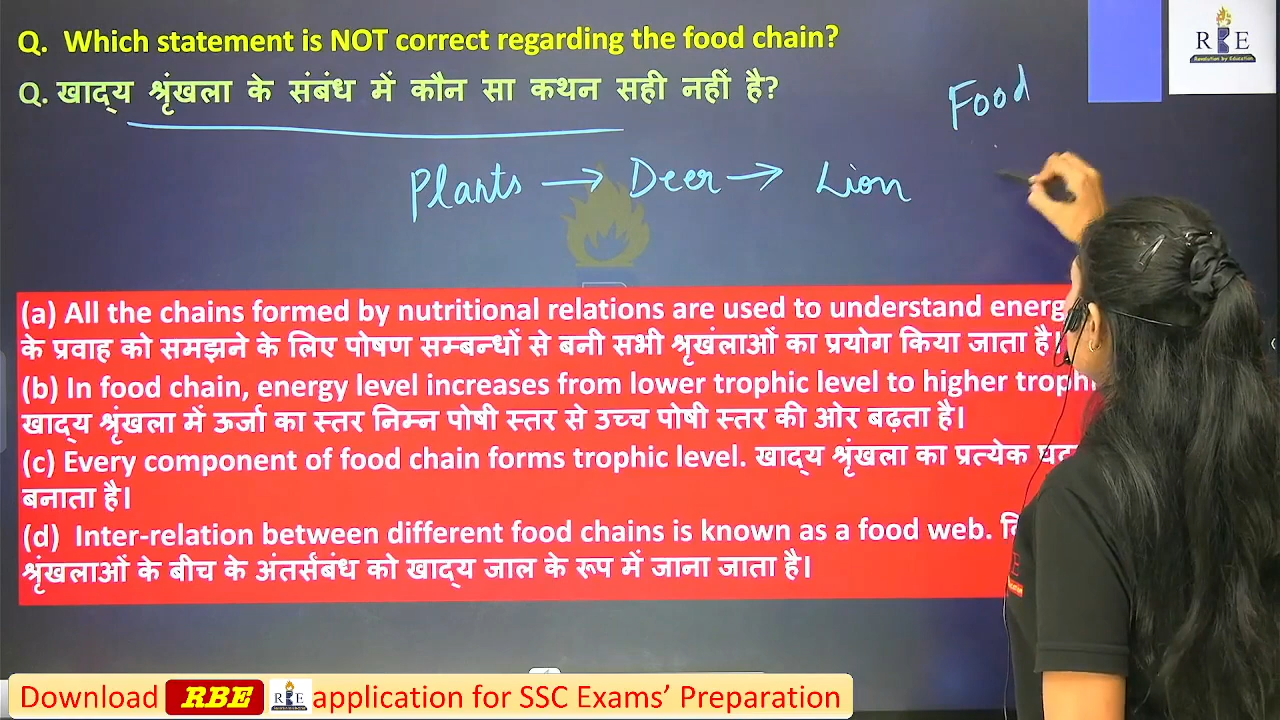 Q. Which statement is NOT correct regarding the food chain?
Q. खाद्य श्रृंखला के संबंध में कौन सा कथन सही नहीं है?
R B E
Revolution by Education
Food
Plants → Deer → Lion
(a) All the chains formed by nutritional relations are used to understand energ
के प्रवाह को समझने के लिए पोषण सम्बन्धों से बनी सभी श्रृखंलाओं का प्रयोग किया जाता है।
(b) In food chain, energy level increases from lower trophic level to higher troph
खाद्य श्रृंखला में ऊर्जा का स्तर निम्न पोषी स्तर से उच्च पोषी स्तर की ओर बढ़ता है।
(c) Every component of food chain forms trophic level. खाद्य श्रृंखला का प्रत्येक
बनाता है।
(d) Inter-relation between different food chains is known as a food web.
श्रृंखलाओं के बीच के अंतर्संबंध को खाद्य जाल के रूप में जाना जाता है।
Download RBE RBE application for SSC Exams' Preparation